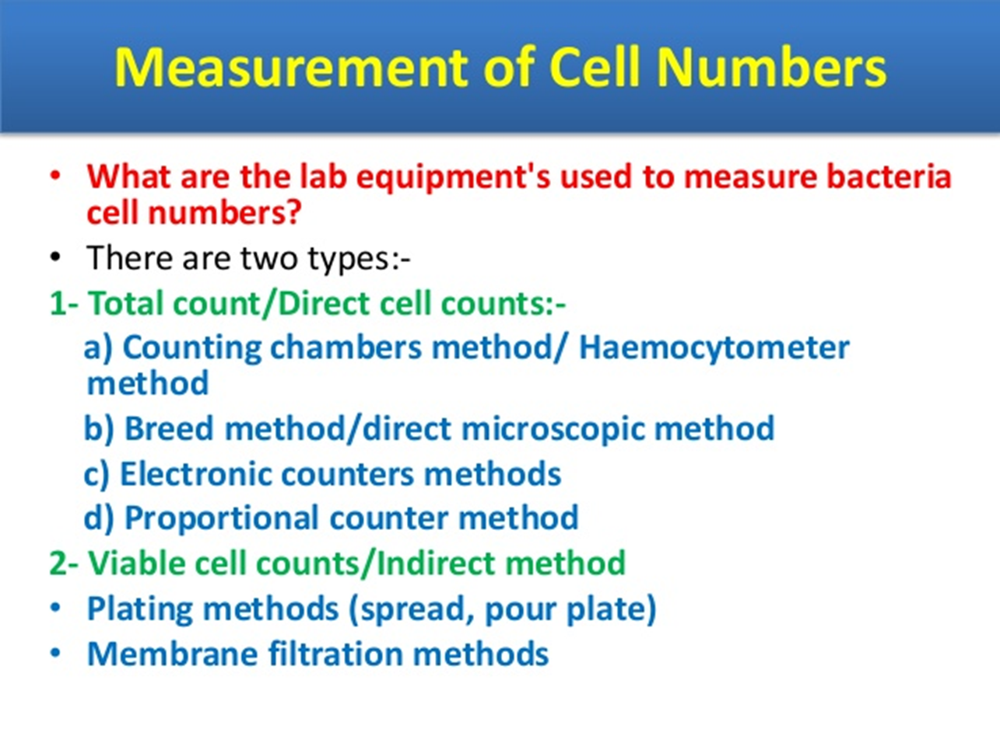 Measurement of Cell Numbers
• What are the lab equipment's used to measure bacteria
cell numbers?
• There are two types:-
1- Total count/Direct cell counts:-
a) Counting chambers method/ Haemocytometer
method
b) Breed method/direct microscopic method
c) Electronic counters methods
d) Proportional counter method
2- Viable cell counts/Indirect method
• Plating methods (spread, pour plate)
• Membrane filtration methods